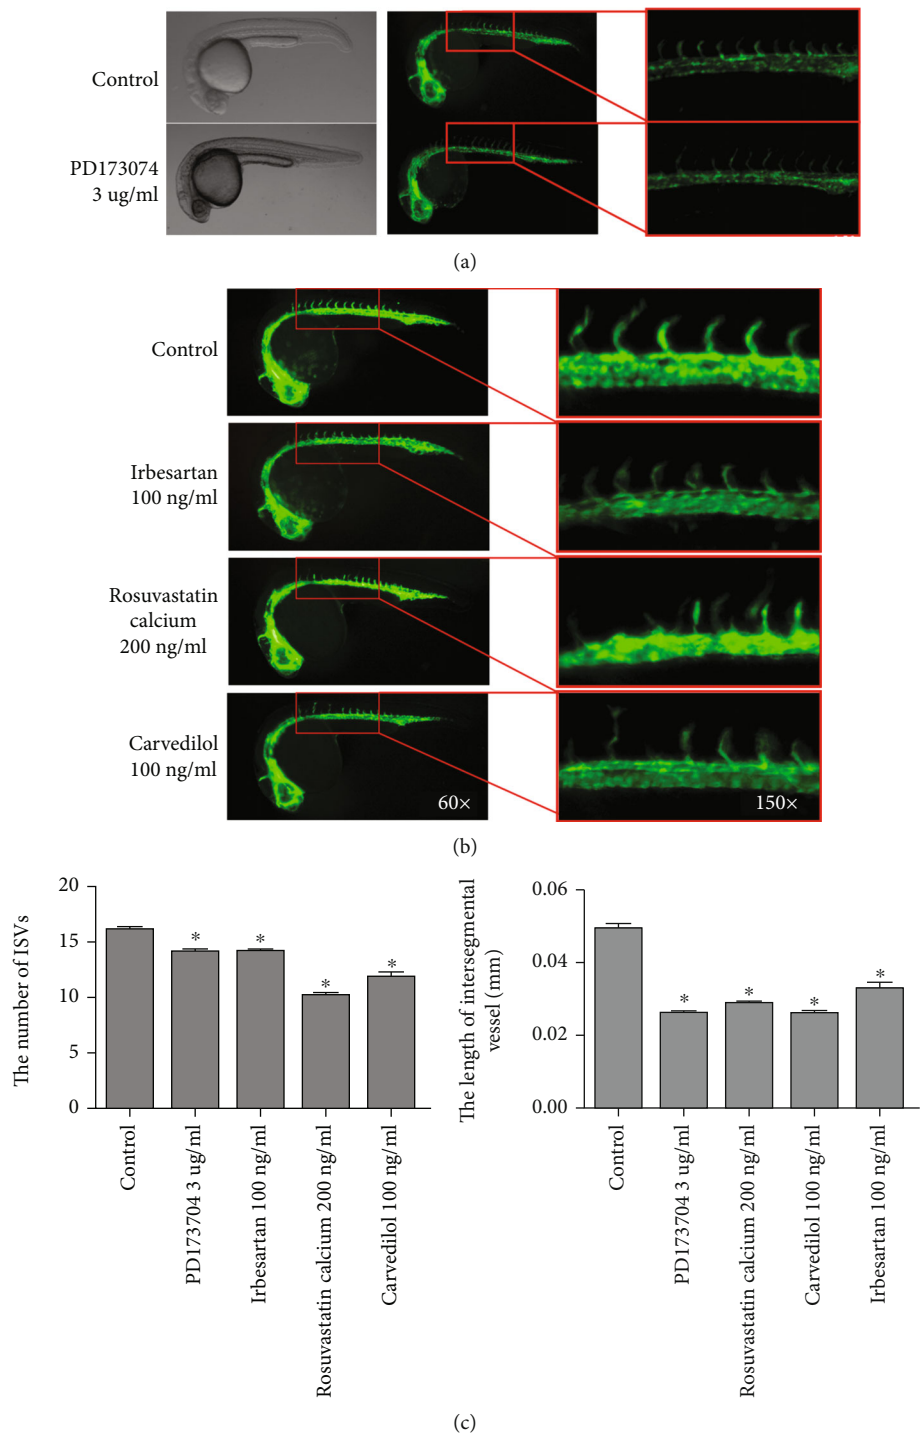 Control
PD173074
3 ug/ml
(a)
Control
Irbesartan
100 ng/ml
Rosuvastatin
calcium
200 ng/ml
Carvedilol
100 ng/ml
60×
150×
(b)
The number of ISVs
20
15
10
5
0
Control
PD173704 3 ug/ml
Irbesartan 100 ng/ml
Rosuvastatin calcium 200 ng/ml
Carvedilol 100 ng/ml
*
*
*
*
The length of intersegmental
vessel (mm)
0.06
0.04
0.02
0.00
Control
PD173704 3 ug/ml
Rosuvastatin calcium 200 ng/ml
Carvedilol 100 ng/ml
Irbesartan 100 ng/ml
*
*
*
*
(c)